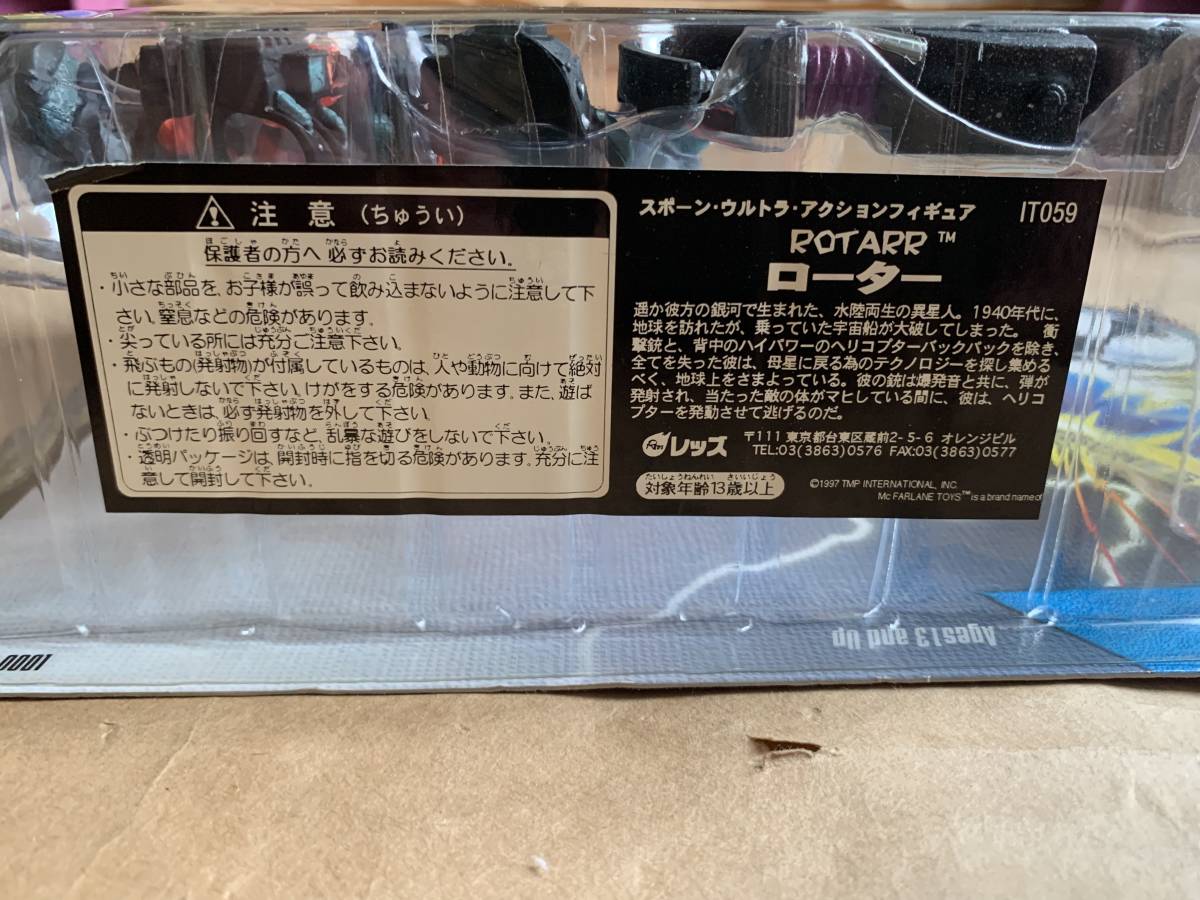 ⚠ 注 意 (ちゅうい)
保護者の方へ 必ずお読みください。
・小さな部品を、お子様が誤って飲み込まないように注意して下
さい。窒息などの危険があります。
・尖っている所には充分ご注意下さい。
・飛ぶもの(発射物)が付属しているものは、人や動物に向けて絶対
に発射しないで下さい。けがをする危険があります。また、遊ば
ないときは、必ず発射物を外して下さい。
・ぶつけたり振り回すなど、乱暴な遊びをしないで下さい。
・透明パッケージは、開封時に指を切る危険があります。充分に注
意して開封して下さい。
スポーン・ウルトラ・アクションフィギュア IT059
ROTARR™
ローター
遥か彼方の銀河で生まれた、水陸両生の異星人。1940年代に、
地球を訪れたが、乗っていた宇宙船が大破してしまった。 衝
撃銃と、背中のハイパワーのヘリコプターバックパックを除き、
全てを失った彼は、母星に戻る為のテクノロジーを探し集める
べく、地球上をさまよっている。彼の銃は爆発音と共に、弾が
発射され、当たった敵の体がマヒしている間に、彼は、ヘリコ
プターを発動させて逃げるのだ。
レッズ 〒111 東京都台東区蔵前2-5-6 オレンジビル
TEL:03(3863)0576 FAX:03(3863)0577
対象年齢13歳以上
©1997 TMP INTERNATIONAL, INC.
MCFARLANE TOYS™ is a brand name of
Ages13 and Up
0001